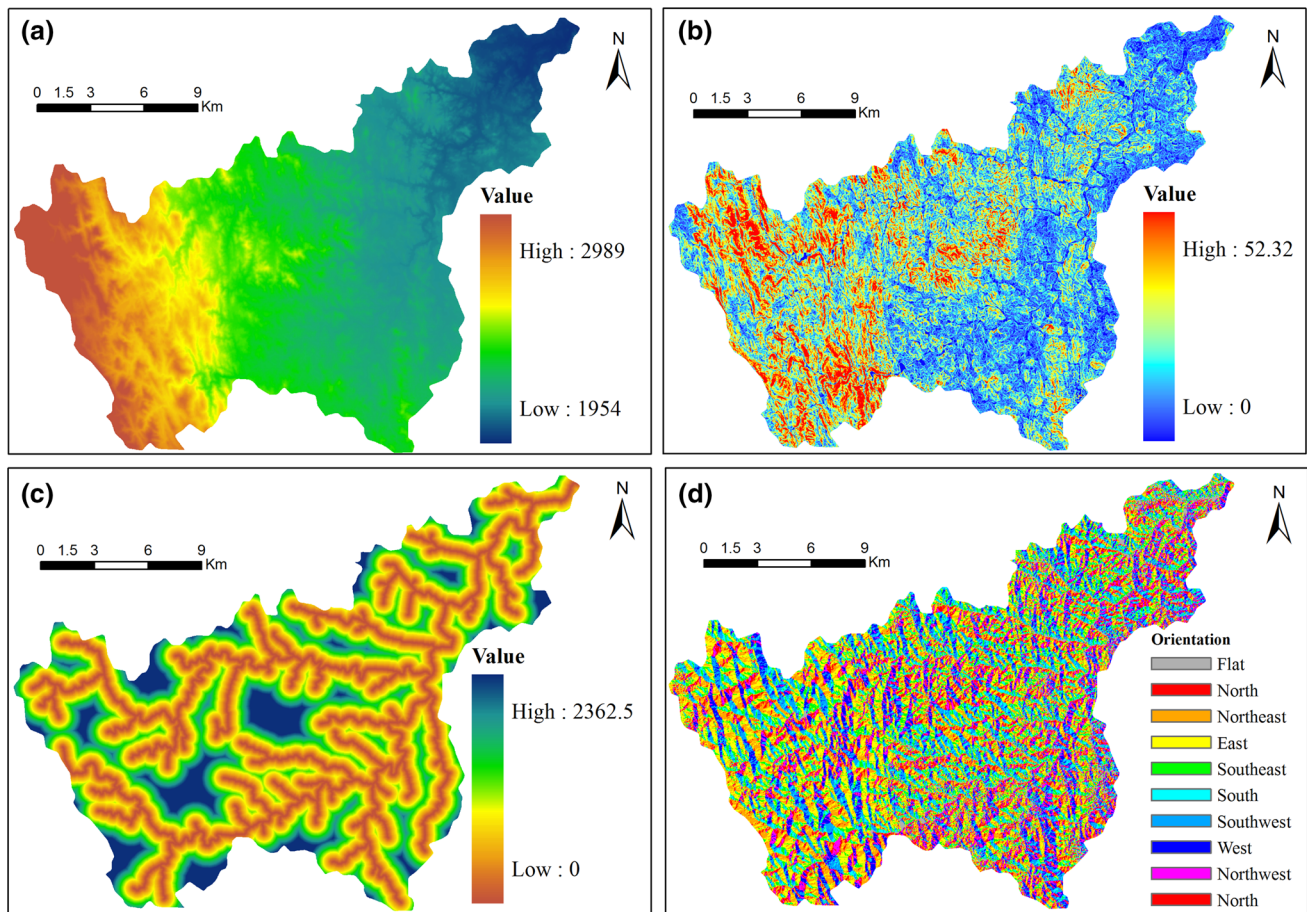 (a)
N
0 1.5 3 6 9
Km
Value
High : 2989
Low : 1954
(b)
N
0 1.5 3 6 9
Km
Value
High : 52.32
Low : 0
(c)
N
0 1.5 3 6 9
Km
Value
High : 2362.5
Low : 0
(d)
N
0 1.5 3 6 9
Km
Orientation
Flat
North
Northeast
East
Southeast
South
Southwest
West
Northwest
North